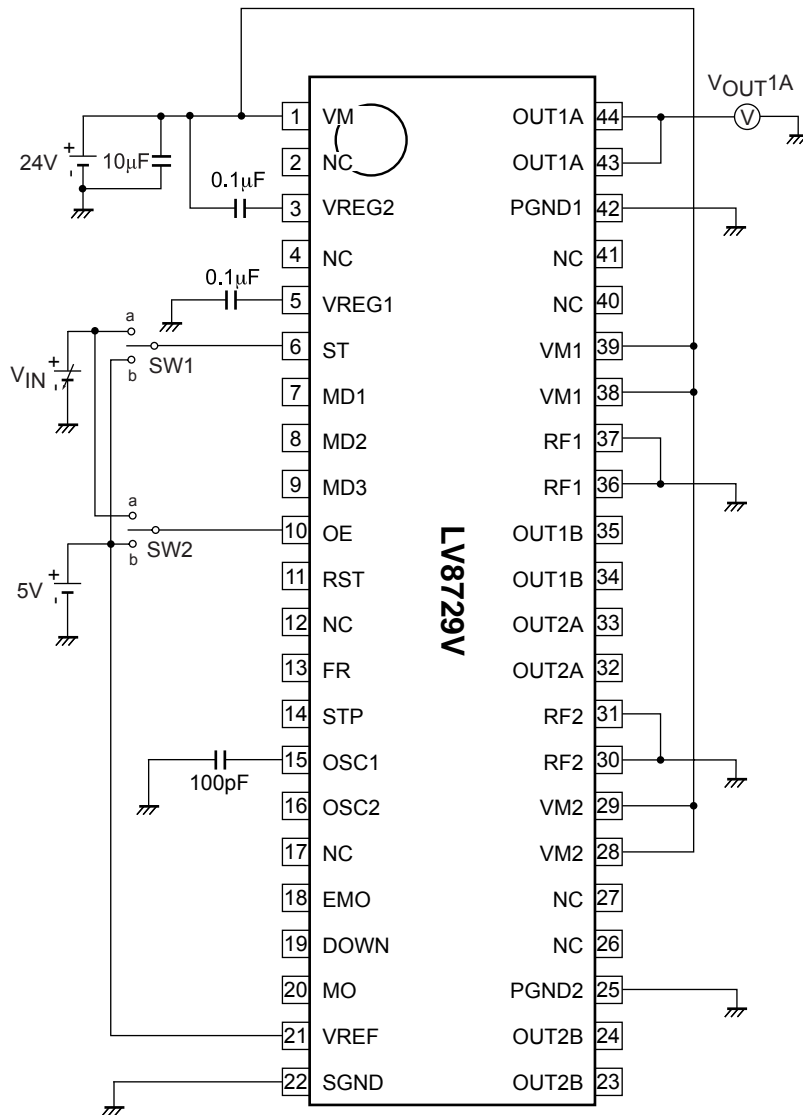 VOUT1A
V
24V
+
-
10μF
0.1μF
0.1μF
a
b
SW1
VIN
+
-
a
b
SW2
5V
+
-
100pF
LV8729V
1 VM
2 NC
3 VREG2
4 NC
5 VREG1
6 ST
7 MD1
8 MD2
9 MD3
10 OE
11 RST
12 NC
13 FR
14 STP
15 OSC1
16 OSC2
17 NC
18 EMO
19 DOWN
20 MO
21 VREF
22 SGND
OUT1A 44
OUT1A 43
PGND1 42
NC 41
NC 40
VM1 39
VM1 38
RF1 37
RF1 36
OUT1B 35
OUT1B 34
OUT2A 33
OUT2A 32
RF2 31
RF2 30
VM2 29
VM2 28
NC 27
NC 26
PGND2 25
OUT2B 24
OUT2B 23